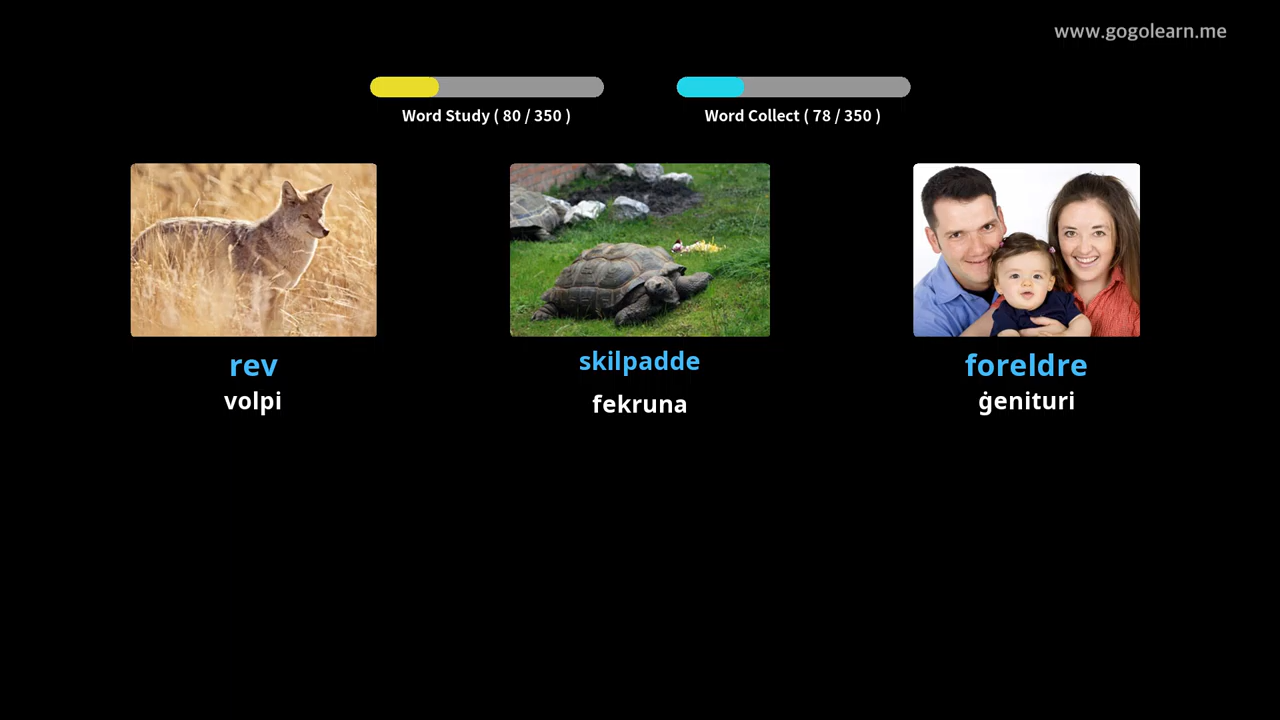 www.gogolearn.me
Word Study ( 80 / 350 )
Word Collect ( 78 / 350 )
rev
volpi
skilpadde
fekruna
foreldre
ġenituri